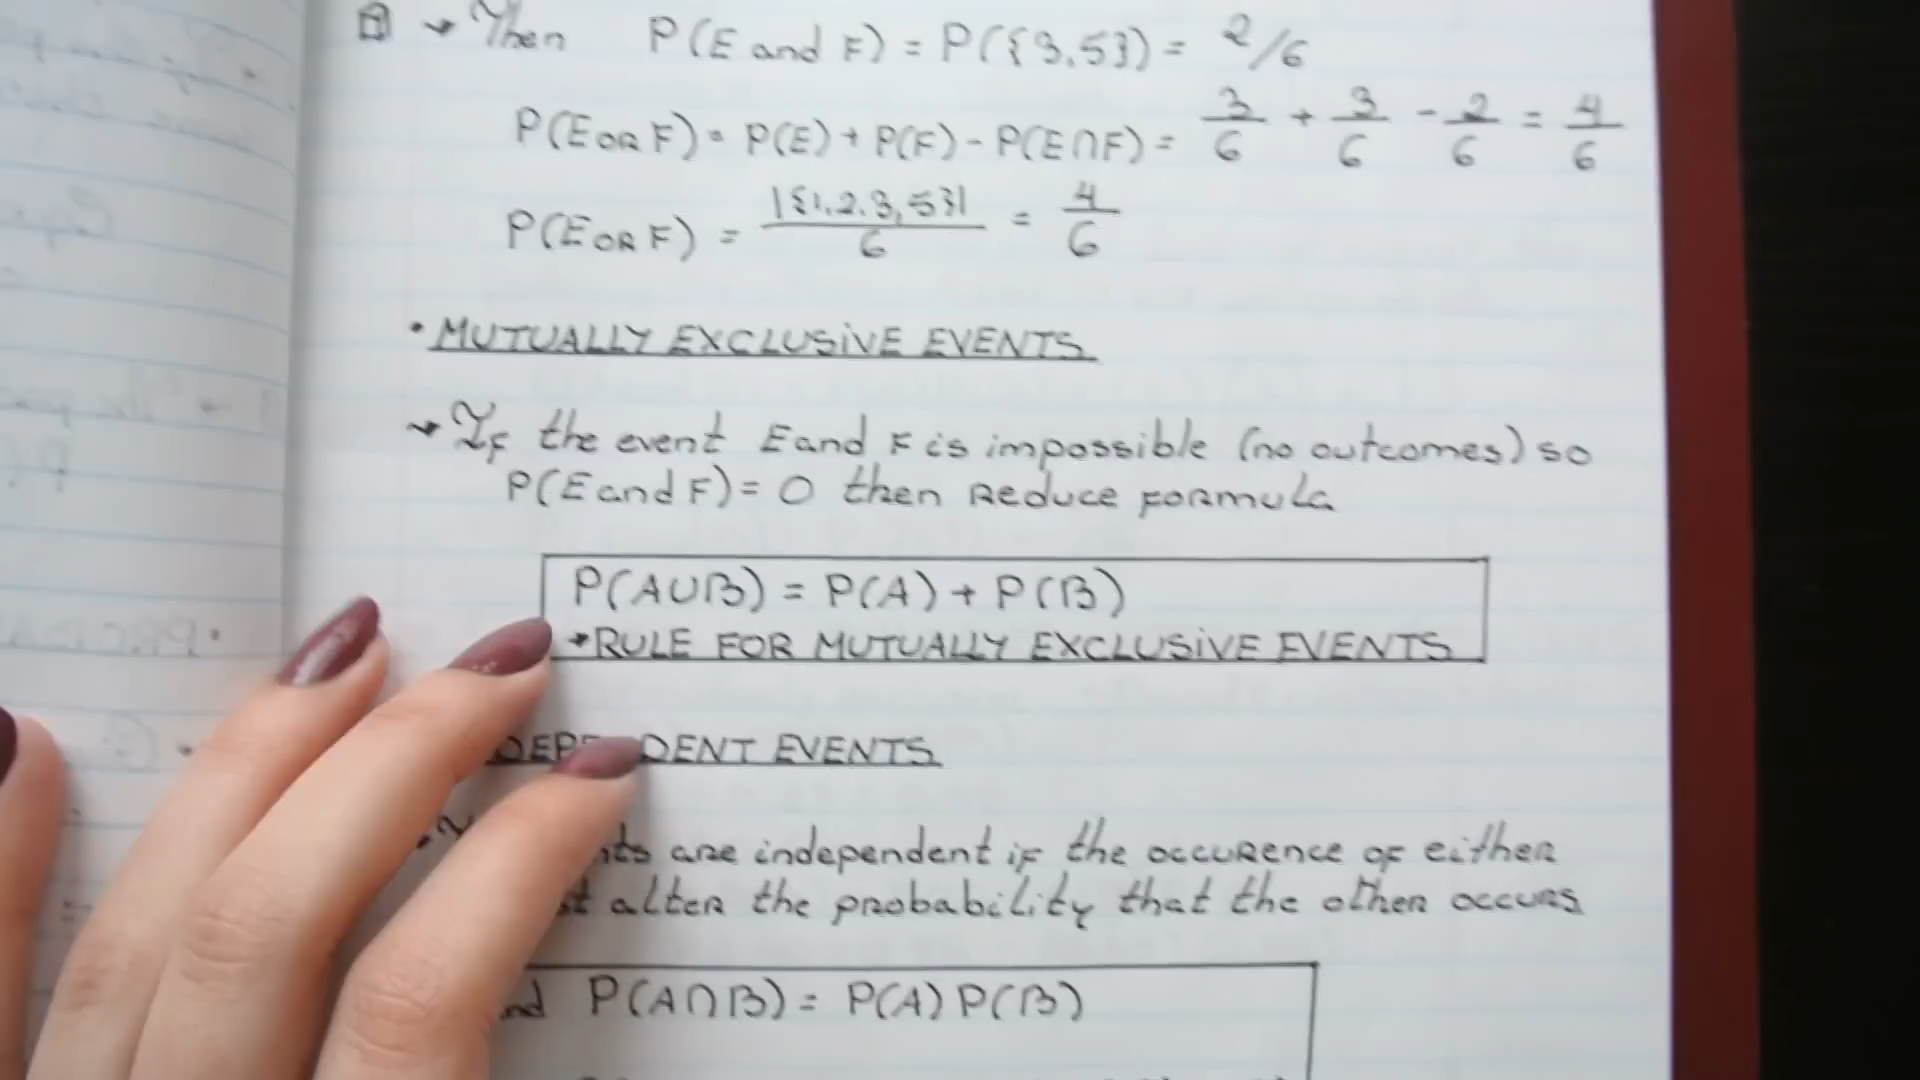 → Then P(E and F) = P({3,5}) = 2/6
P(E OR F) = P(E) + P(F) - P(E∩F) = 3/6 + 3/6 - 2/6 = 4/6
P(E OR F) = |{1,2,3,5}|/6 = 4/6
• MUTUALLY EXCLUSIVE EVENTS
→ If the event E and F is impossible (no outcomes) so
P(E and F) = 0 then reduce formula
P(A∪B) = P(A) + P(B)
→ RULE FOR MUTUALLY EXCLUSIVE EVENTS
EVENTS
are independent if the occurence of either
alter the probability that the other occurs
P(A∩B) = P(A) P(B)